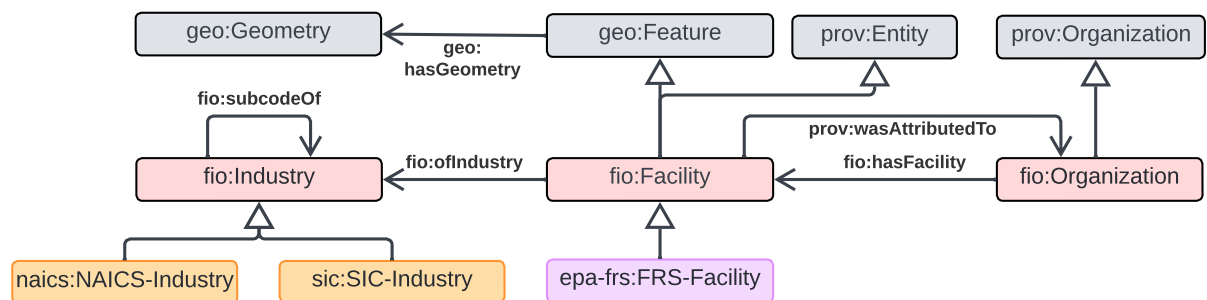 geo:Geometry
geo:Feature
prov:Entity
prov:Organization
geo:
hasGeometry
fio:subcodeOf
prov:wasAttributedTo
fio:ofIndustry
fio:hasFacility
fio:Industry
fio:Facility
fio:Organization
naics:NAICS-Industry
sic:SIC-Industry
epa-frs:FRS-Facility